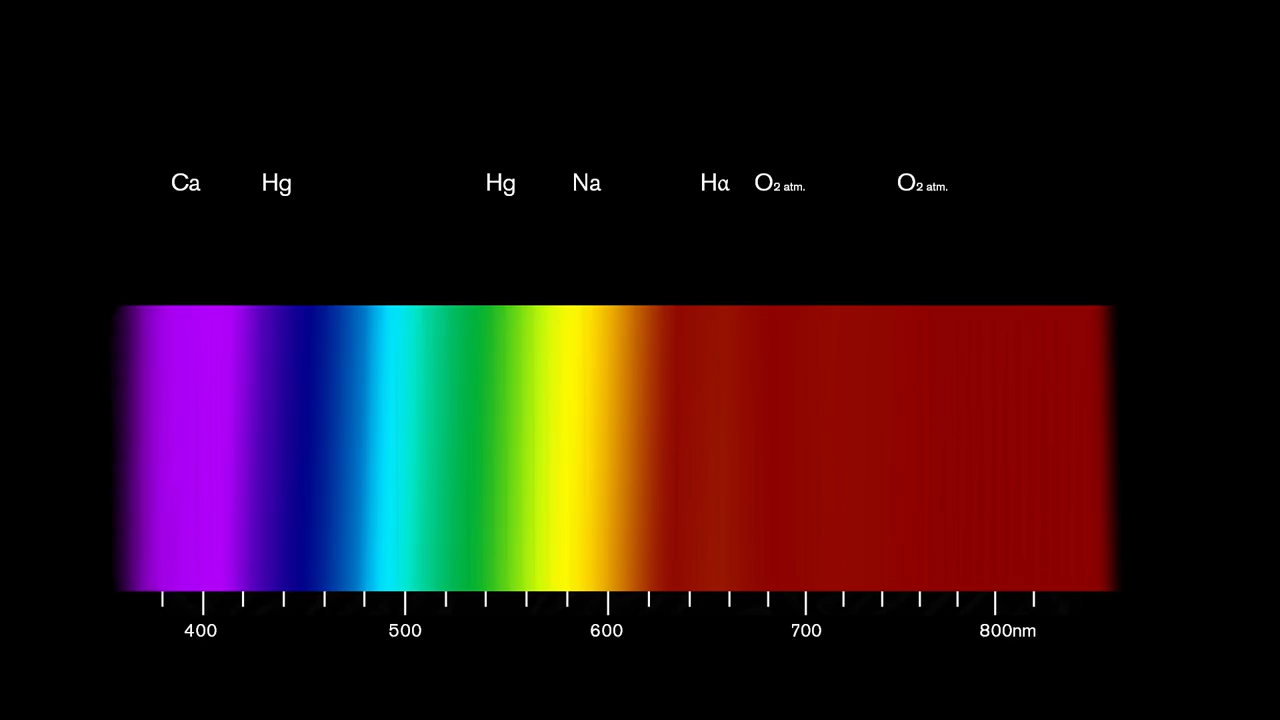 Ca Hg Hg Na Hα O₂ atm. O₂ atm.
400 500 600 700 800nm